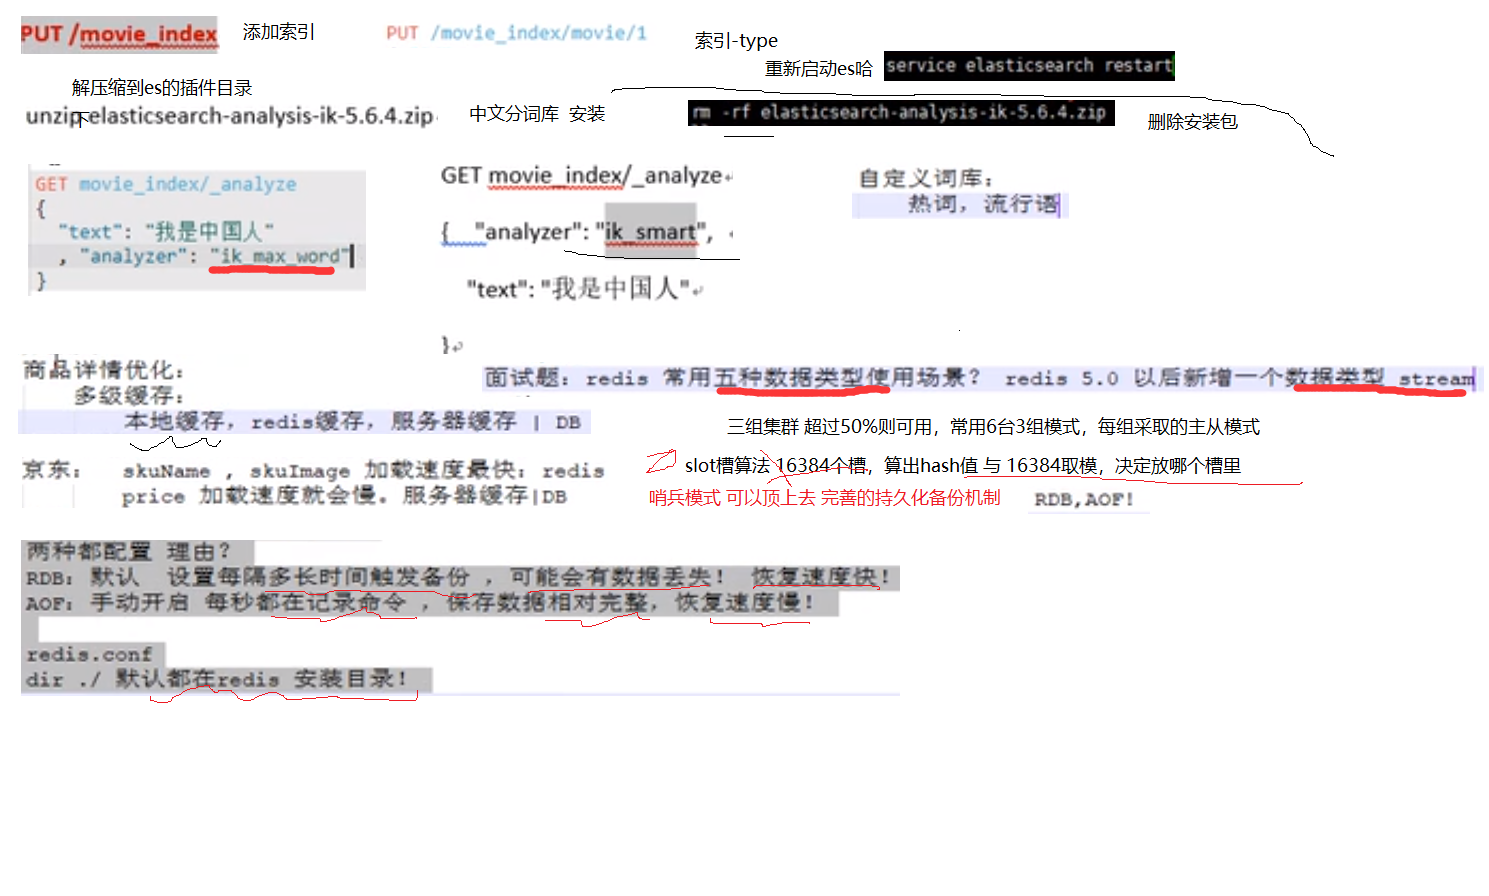 PUT /movie_index
添加索引
PUT /movie_index/movie/1
索引-type
重新启动es哈
service elasticsearch restart
解压缩到es的插件目录
下
unzip elasticsearch-analysis-ik-5.6.4.zip
中文分词库 安装
rm -rf elasticsearch-analysis-ik-5.6.4.zip
删除安装包
GET movie_index/_analyze
{
"text": "我是中国人"
, "analyzer": "ik_max_word"
}
GET movie_index/_analyze
{ "analyzer": "ik_smart",
"text": "我是中国人"
}
自定义词库：
热词，流行语
商品详情优化：
多级缓存：
本地缓存，redis缓存，服务器缓存 | DB
京东： skuName , skuImage 加载速度最快：redis
price 加载速度就会慢。服务器缓存|DB
面试题：redis 常用五种数据类型使用场景？ redis 5.0 以后新增一个数据类型 stream
三组集群 超过50%则可用，常用6台3组模式，每组采取的主从模式
slot槽算法 16384个槽，算出hash值 与 16384取模，决定放哪个槽里
哨兵模式 可以顶上去 完善的持久化备份机制
RDB,AOF!
两种都配置 理由？
RDB：默认 设置每隔多长时间触发备份 ，可能会有数据丢失！ 恢复速度快！
AOF：手动开启 每秒都在记录命令 ，保存数据相对完整，恢复速度慢！
redis.conf
dir ./ 默认都在redis 安装目录！